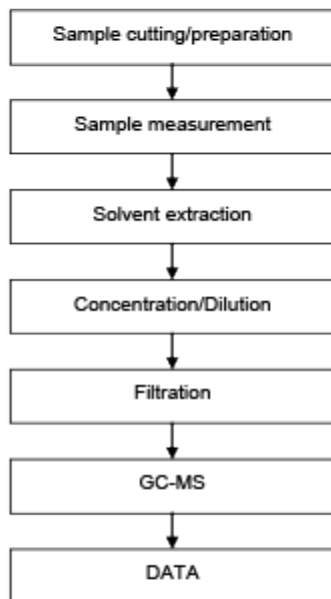 Sample cutting/preparation
Sample measurement
Solvent extraction
Concentration/Dilution
Filtration
GC-MS
DATA